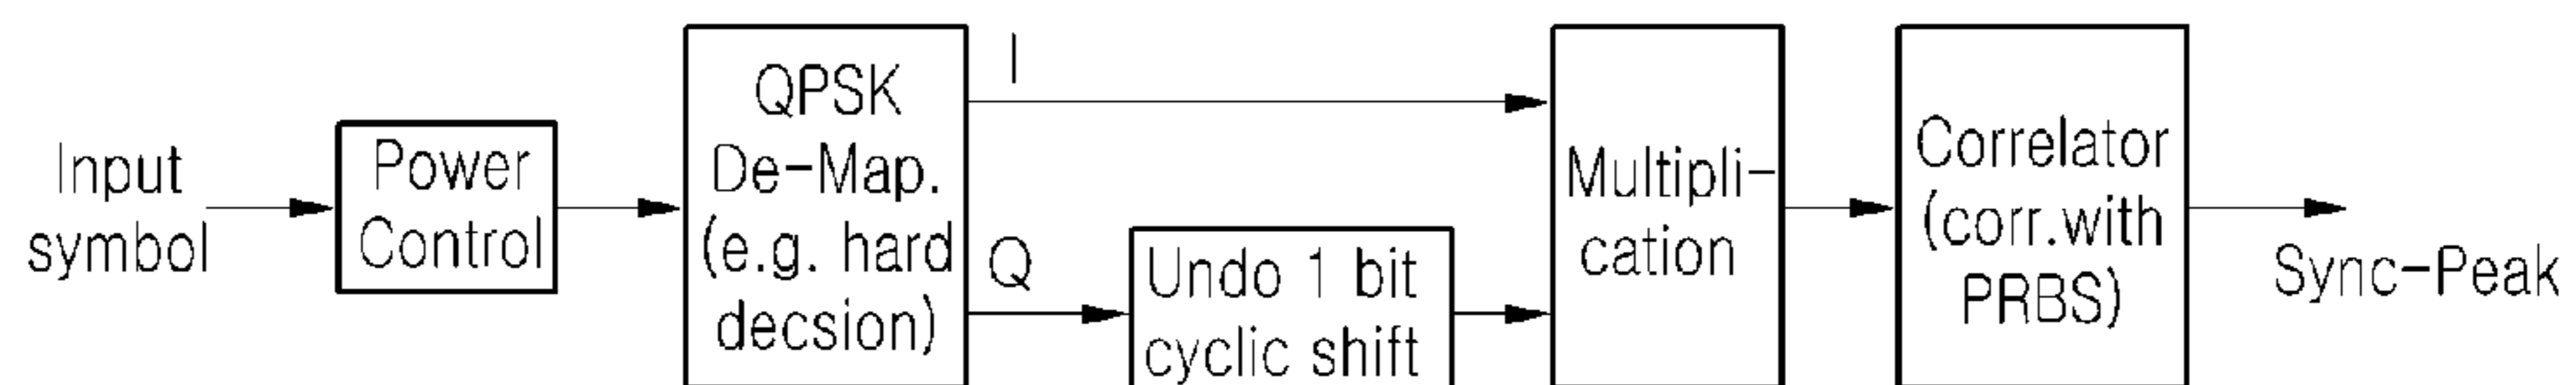 Input
symbol
Power
Control
QPSK
De-Map.
(e.g. hard
decsion)
I
Q
Undo 1 bit
cyclic shift
Multipli-
cation
Correlator
(corr.with
PRBS)
Sync-Peak